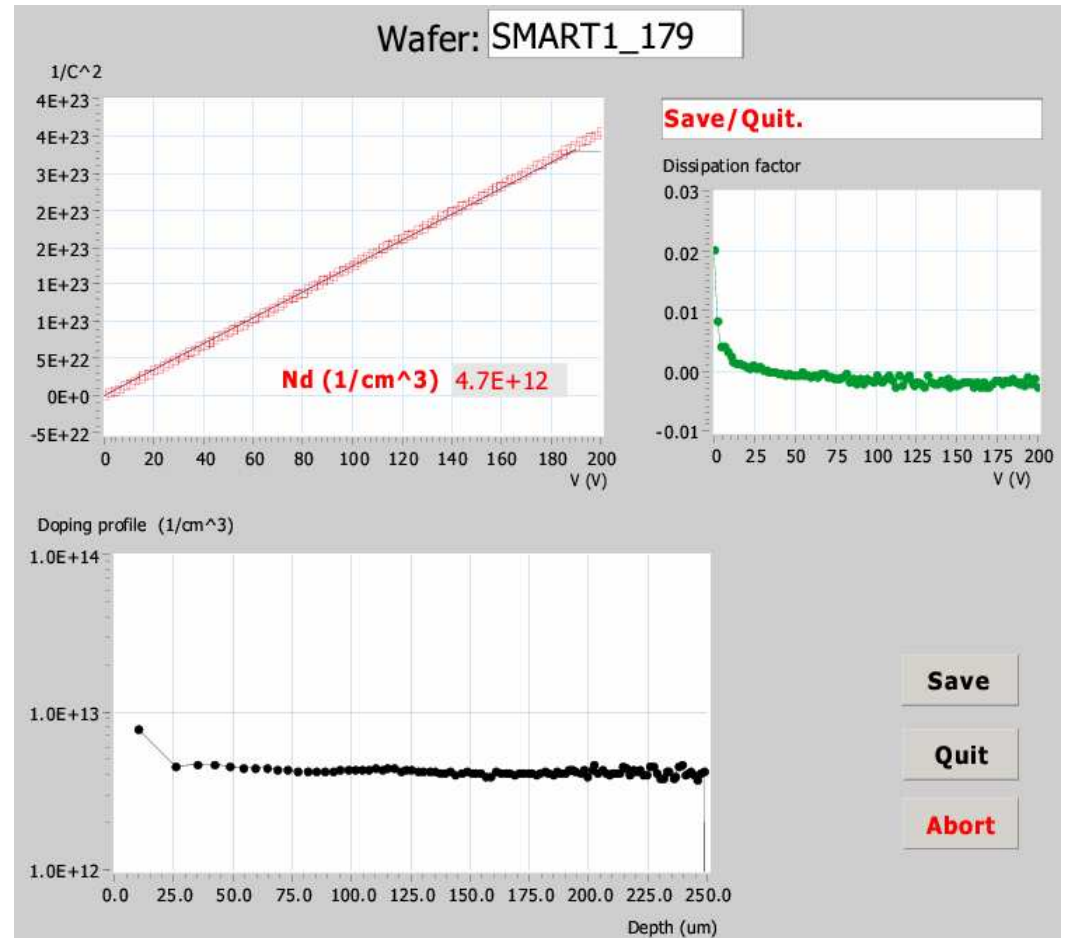 Wafer: SMART1_179
1/C^2
4E+23
4E+23
3E+23
2E+23
2E+23
1E+23
1E+23
5E+22
0E+0
-5E+22
Nd (1/cm^3) 4.7E+12
0 20 40 60 80 100 120 140 160 180 200
V (V)
Save/Quit.
Dissipation factor
0.03
0.02
0.01
0.00
-0.01
0 25 50 75 100 125 150 175 200
V (V)
Doping profile (1/cm^3)
1.0E+14
1.0E+13
1.0E+12
0.0 25.0 50.0 75.0 100.0 125.0 150.0 175.0 200.0 225.0 250.0
Depth (um)
Save
Quit
Abort